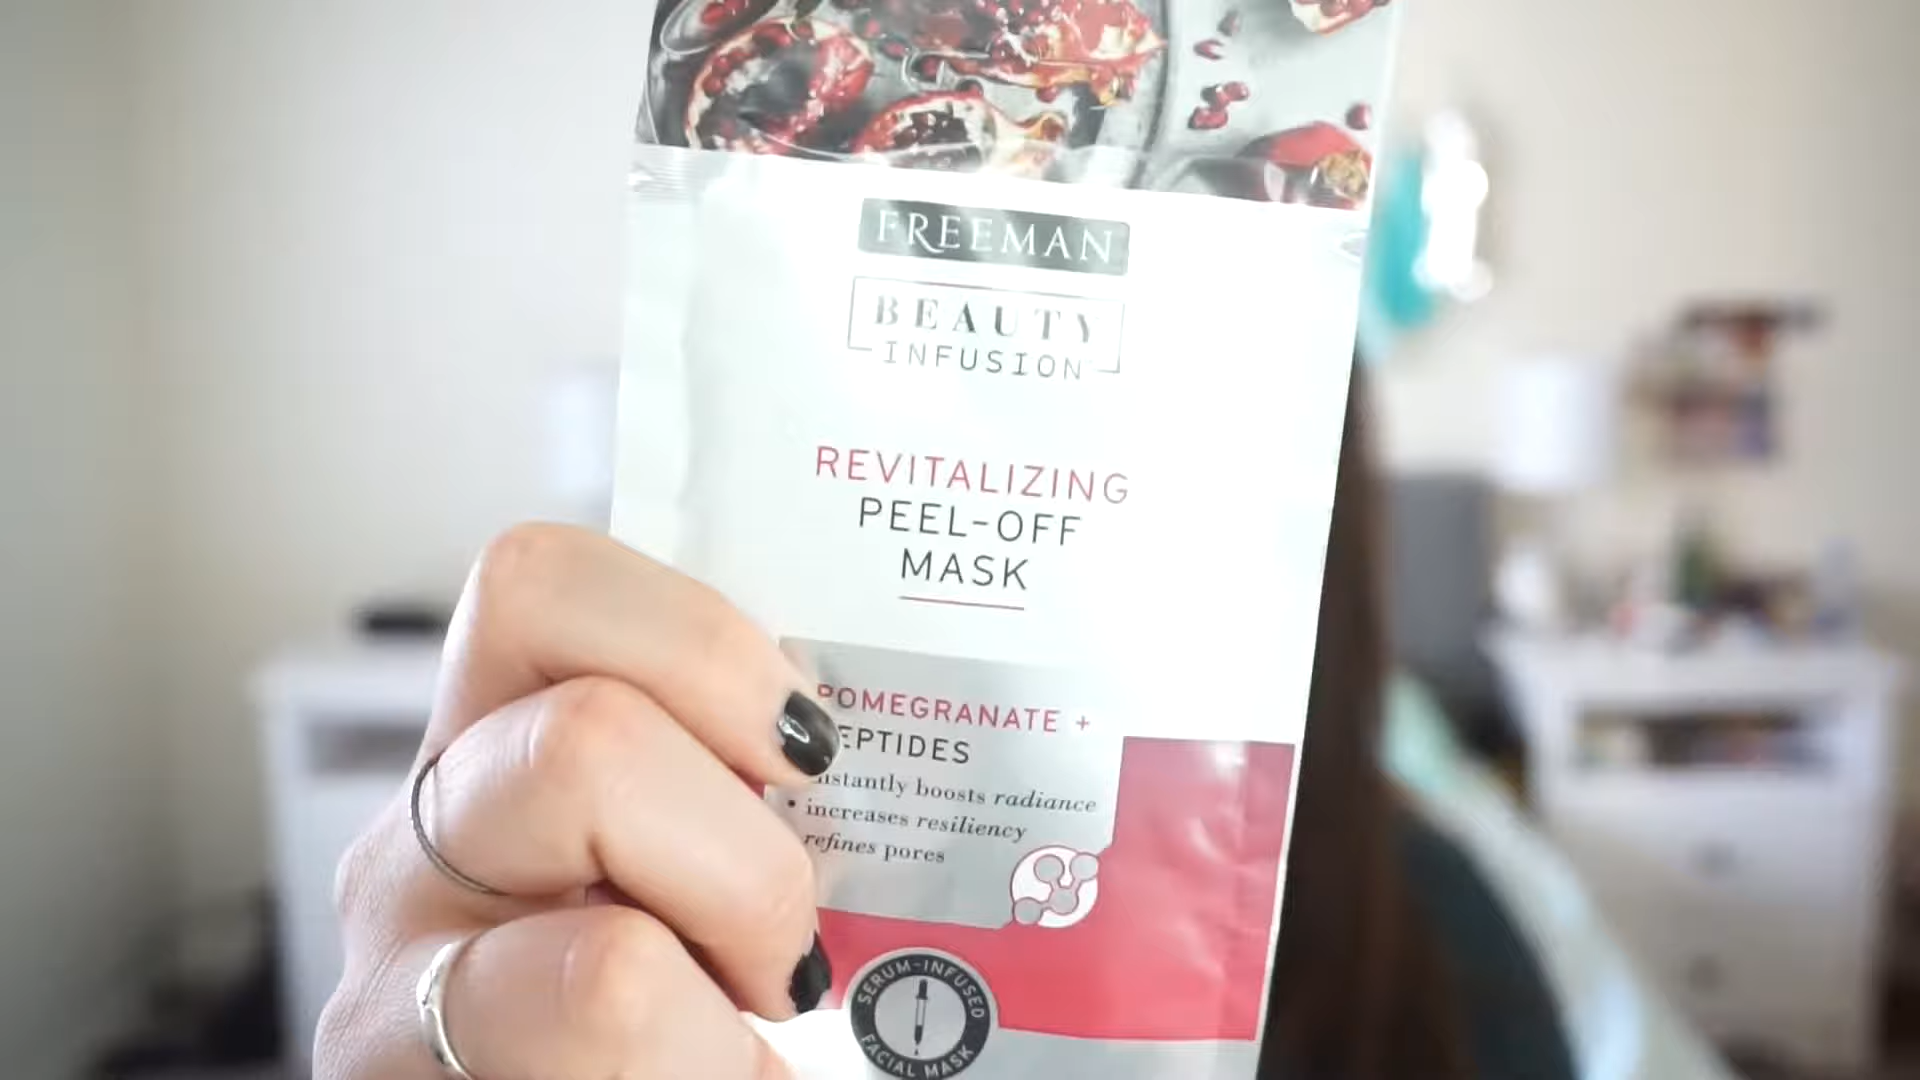 FREEMAN
BEAUTY
INFUSION
REVITALIZING
PEEL-OFF
MASK
POMEGRANATE +
EPTIDES
nstantly boosts radiance
• increases resiliency
refines pores
SERUM-INFUSED
FACIAL MASK